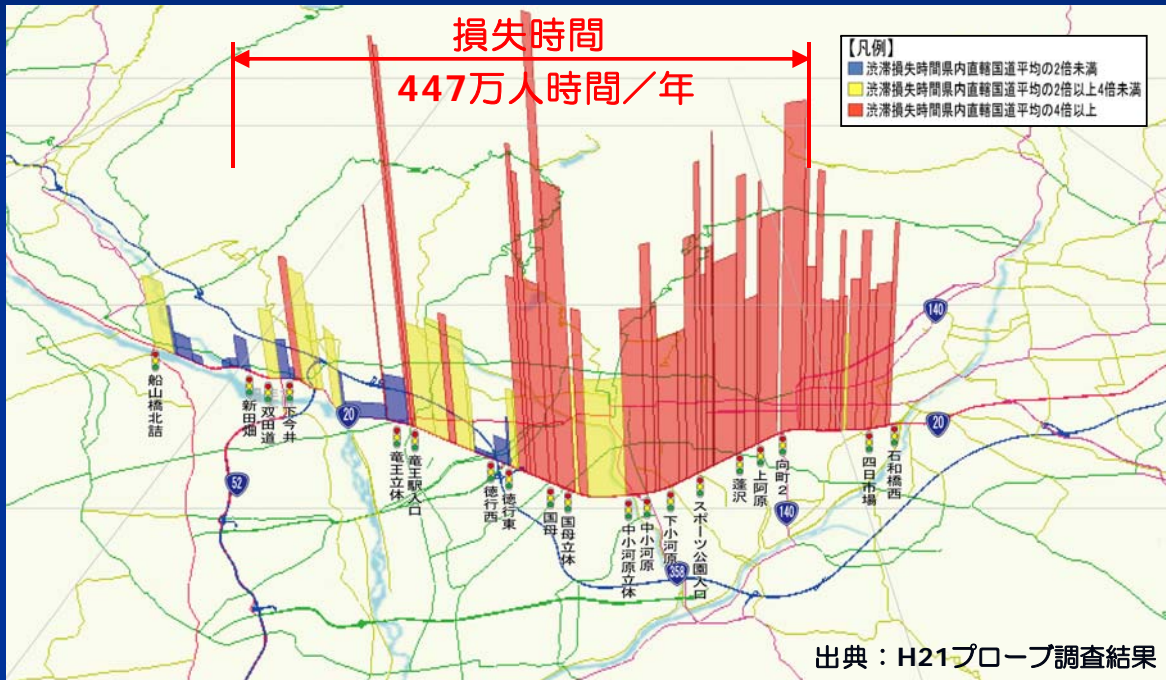 損失時間
447万人時間／年
【凡例】
渋滞損失時間県内直轄国道平均の2倍未満
渋滞損失時間県内直轄国道平均の2倍以上4倍未満
渋滞損失時間県内直轄国道平均の4倍以上
140
20
20
52
140
358
船山橋北詰
新田畑
双田道
下今井
竜王立体
竜王駅入口
徳行西
徳行東
国母
国母立体
中小河原立体
中小河原
下小河原
スポーツ公園入口
蓬沢
上阿原
向町2
四日市場
石和橋西
出典：H21プローブ調査結果